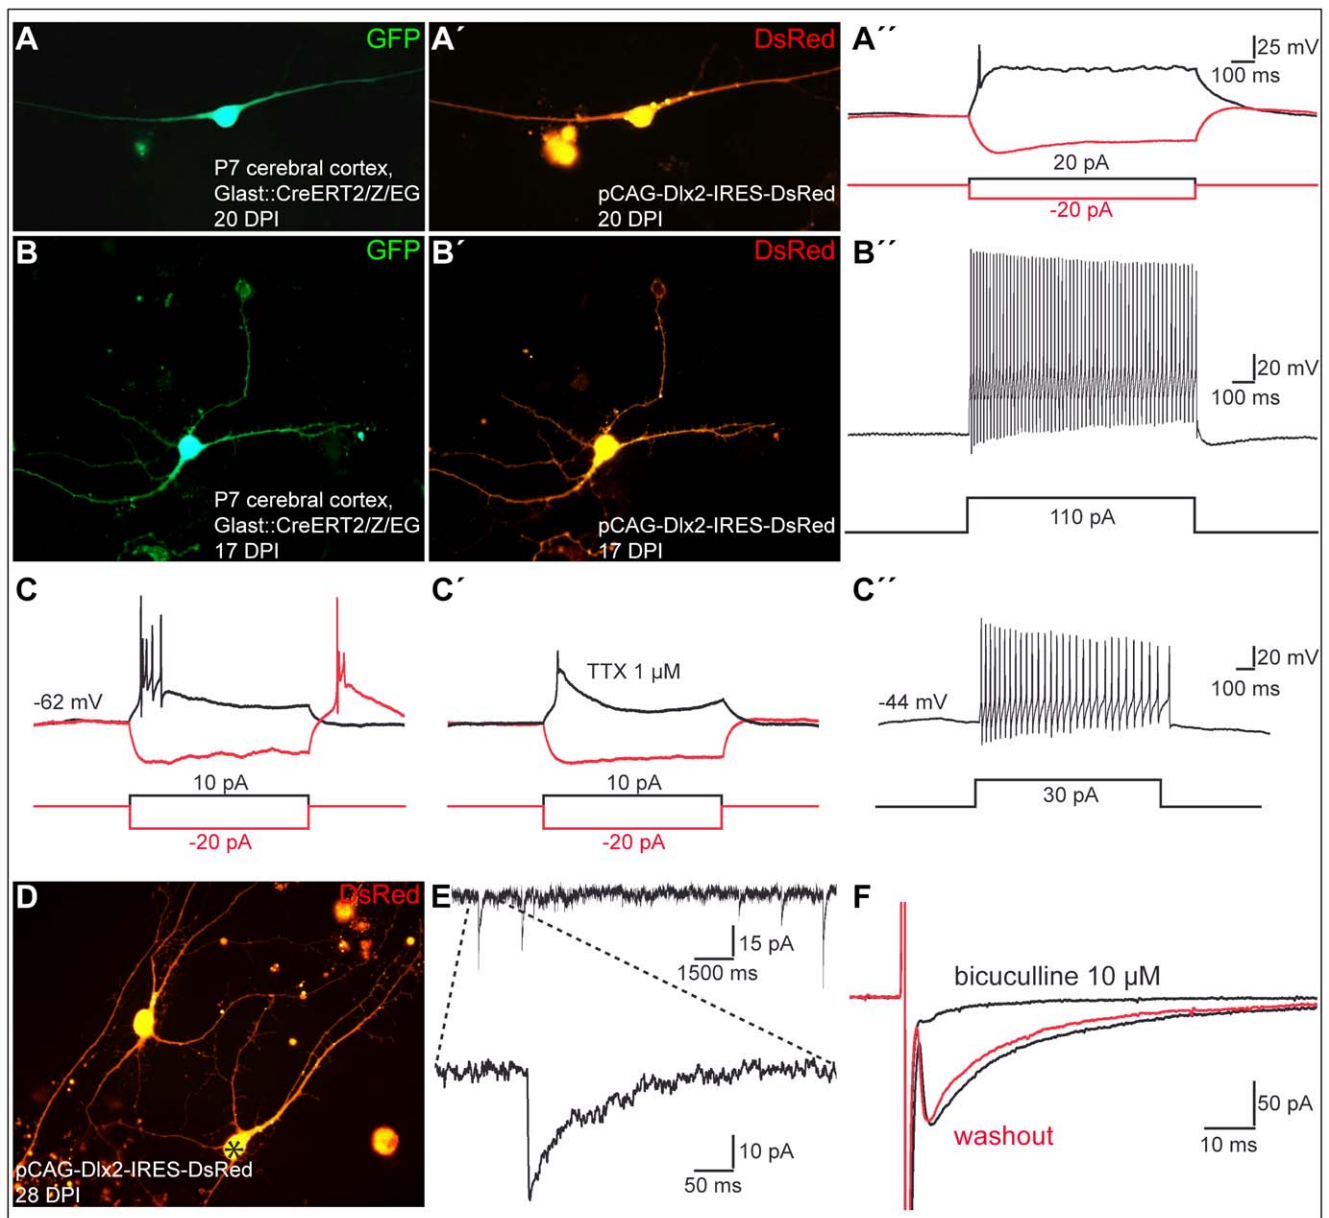 A
GFP
P7 cerebral cortex,
Glast::CreERT2/Z/EG
20 DPI
A´
DsRed
pCAG-Dlx2-IRES-DsRed
20 DPI
A´´
25 mV
100 ms
20 pA
-20 pA
B
GFP
P7 cerebral cortex,
Glast::CreERT2/Z/EG
17 DPI
B´
DsRed
pCAG-Dlx2-IRES-DsRed
17 DPI
B´´
20 mV
100 ms
110 pA
C
-62 mV
10 pA
-20 pA
C´
TTX 1 µM
10 pA
-20 pA
C´´
20 mV
100 ms
-44 mV
30 pA
D
DsRed
*
pCAG-Dlx2-IRES-DsRed
28 DPI
E
15 pA
1500 ms
10 pA
50 ms
F
bicuculline 10 µM
washout
50 pA
10 ms